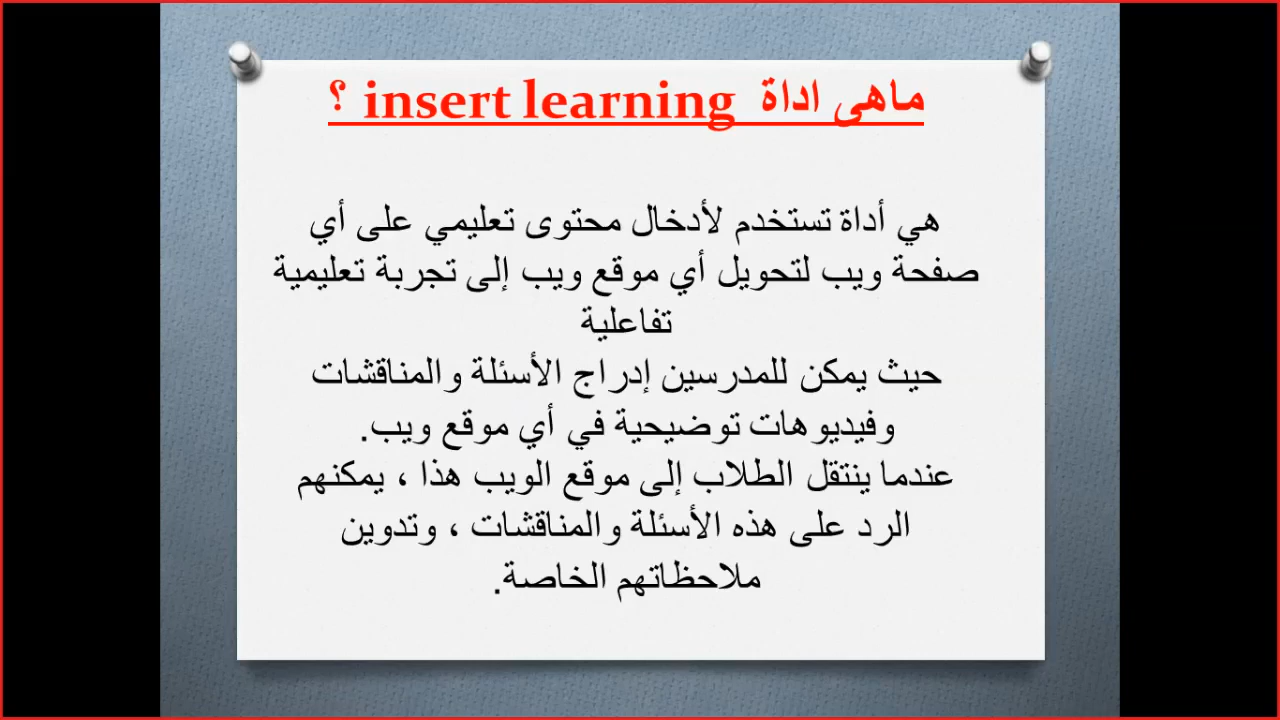 ماهى اداة insert learning ؟
هي أداة تستخدم لأدخال محتوى تعليمي على أي
صفحة ويب لتحويل أي موقع ويب إلى تجربة تعليمية
تفاعلية
حيث يمكن للمدرسين إدراج الأسئلة والمناقشات
وفيديوهات توضيحية في أي موقع ويب.
عندما ينتقل الطلاب إلى موقع الويب هذا ، يمكنهم
الرد على هذه الأسئلة والمناقشات ، وتدوين
ملاحظاتهم الخاصة.